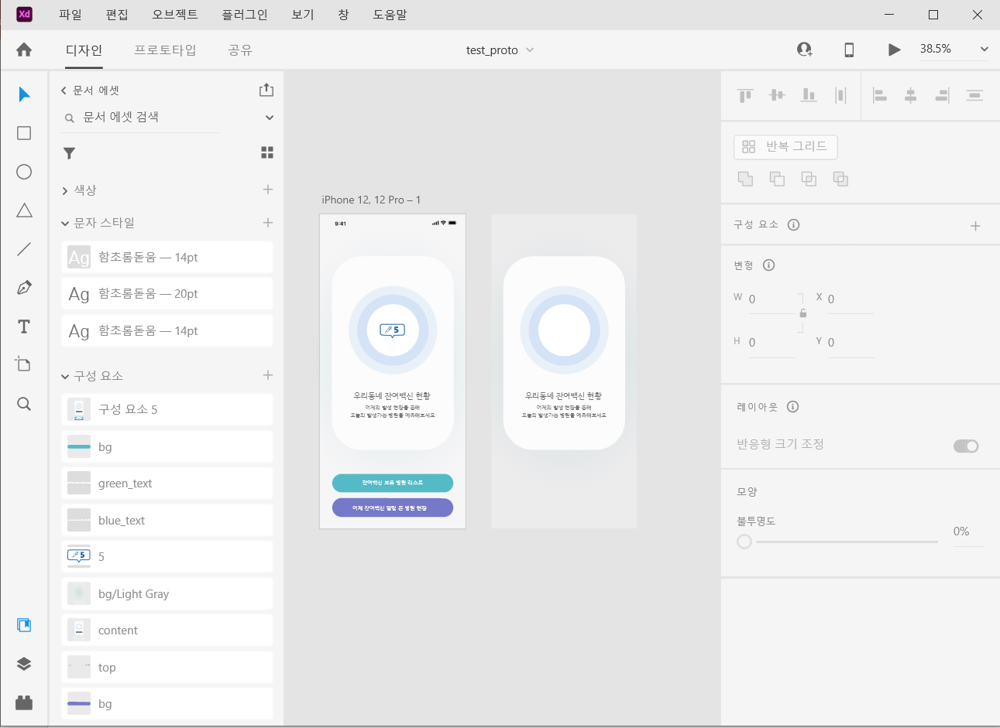 Xd 파일 편집 오브젝트 플러그인 보기 창 도움말
디자인 프로토타입 공유 test_proto 38.5%
문서 에셋
문서 에셋 검색
색상
문자 스타일
Ag 함초롬돋움 — 14pt
Ag 함초롬돋움 — 20pt
Ag 함초롬돋움 — 14pt
구성 요소
구성 요소 5
bg
green_text
blue_text
5 5
bg/Light Gray
content
top
bg
iPhone 12, 12 Pro – 1
9:41
5
우리동네 잔여백신 현황
어제의 발생 현황을 통해
오늘의 발생가능 병원을 예측해보세요
잔여백신 보유 병원 리스트
어제 잔여백신 알림 뜬 병원 현황
우리동네 잔여백신 현황
어제의 발생 현황을 통해
오늘의 발생가능 병원을 예측해보세요
반복 그리드
구성 요소
변형
W 0 X 0
H 0 Y 0
레이아웃
반응형 크기 조정
모양
불투명도
0%